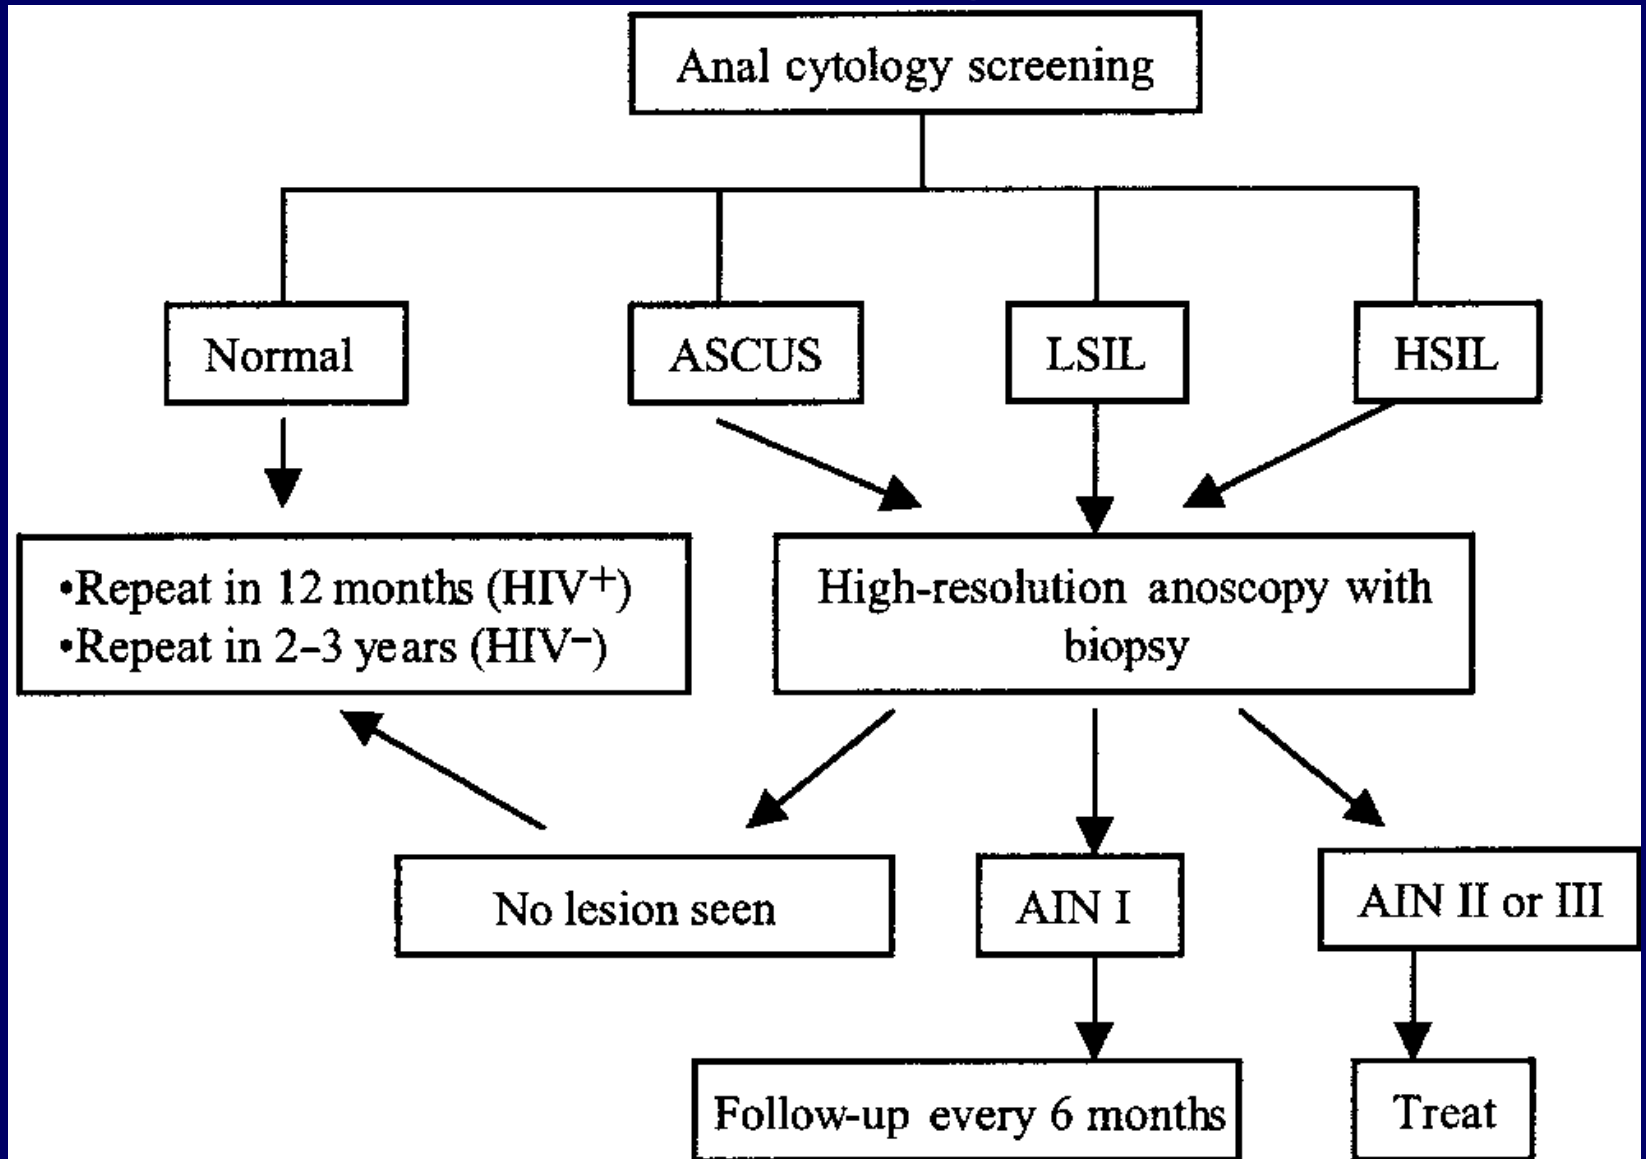 Anal cytology screening
Normal
ASCUS
LSIL
HSIL
•Repeat in 12 months (HIV+)
•Repeat in 2–3 years (HIV−)
High-resolution anoscopy with
biopsy
No lesion seen
AIN I
AIN II or III
Follow-up every 6 months
Treat